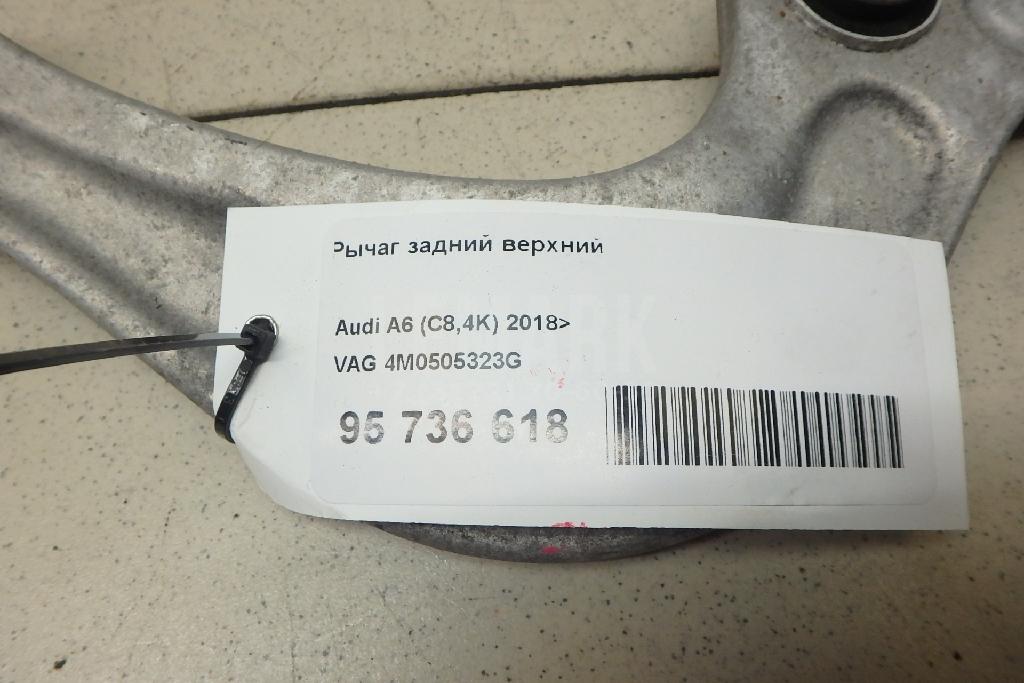 Рычаг задний верхний
Audi A6 (C8,4K) 2018>
VAG 4M0505323G
95 736 618